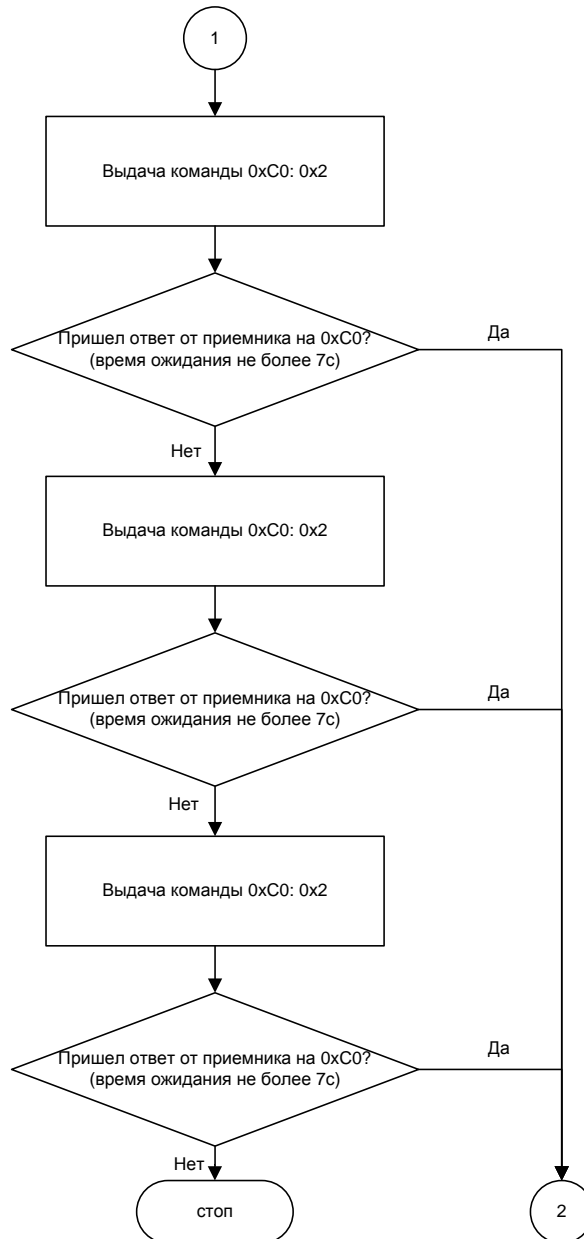 1
Выдача команды 0xC0: 0x2
Пришел ответ от приемника на 0xC0?
(время ожидания не более 7с)
Да
Нет
Выдача команды 0xC0: 0x2
Пришел ответ от приемника на 0xC0?
(время ожидания не более 7с)
Да
Нет
Выдача команды 0xC0: 0x2
Пришел ответ от приемника на 0xC0?
(время ожидания не более 7с)
Да
Нет
стоп
2